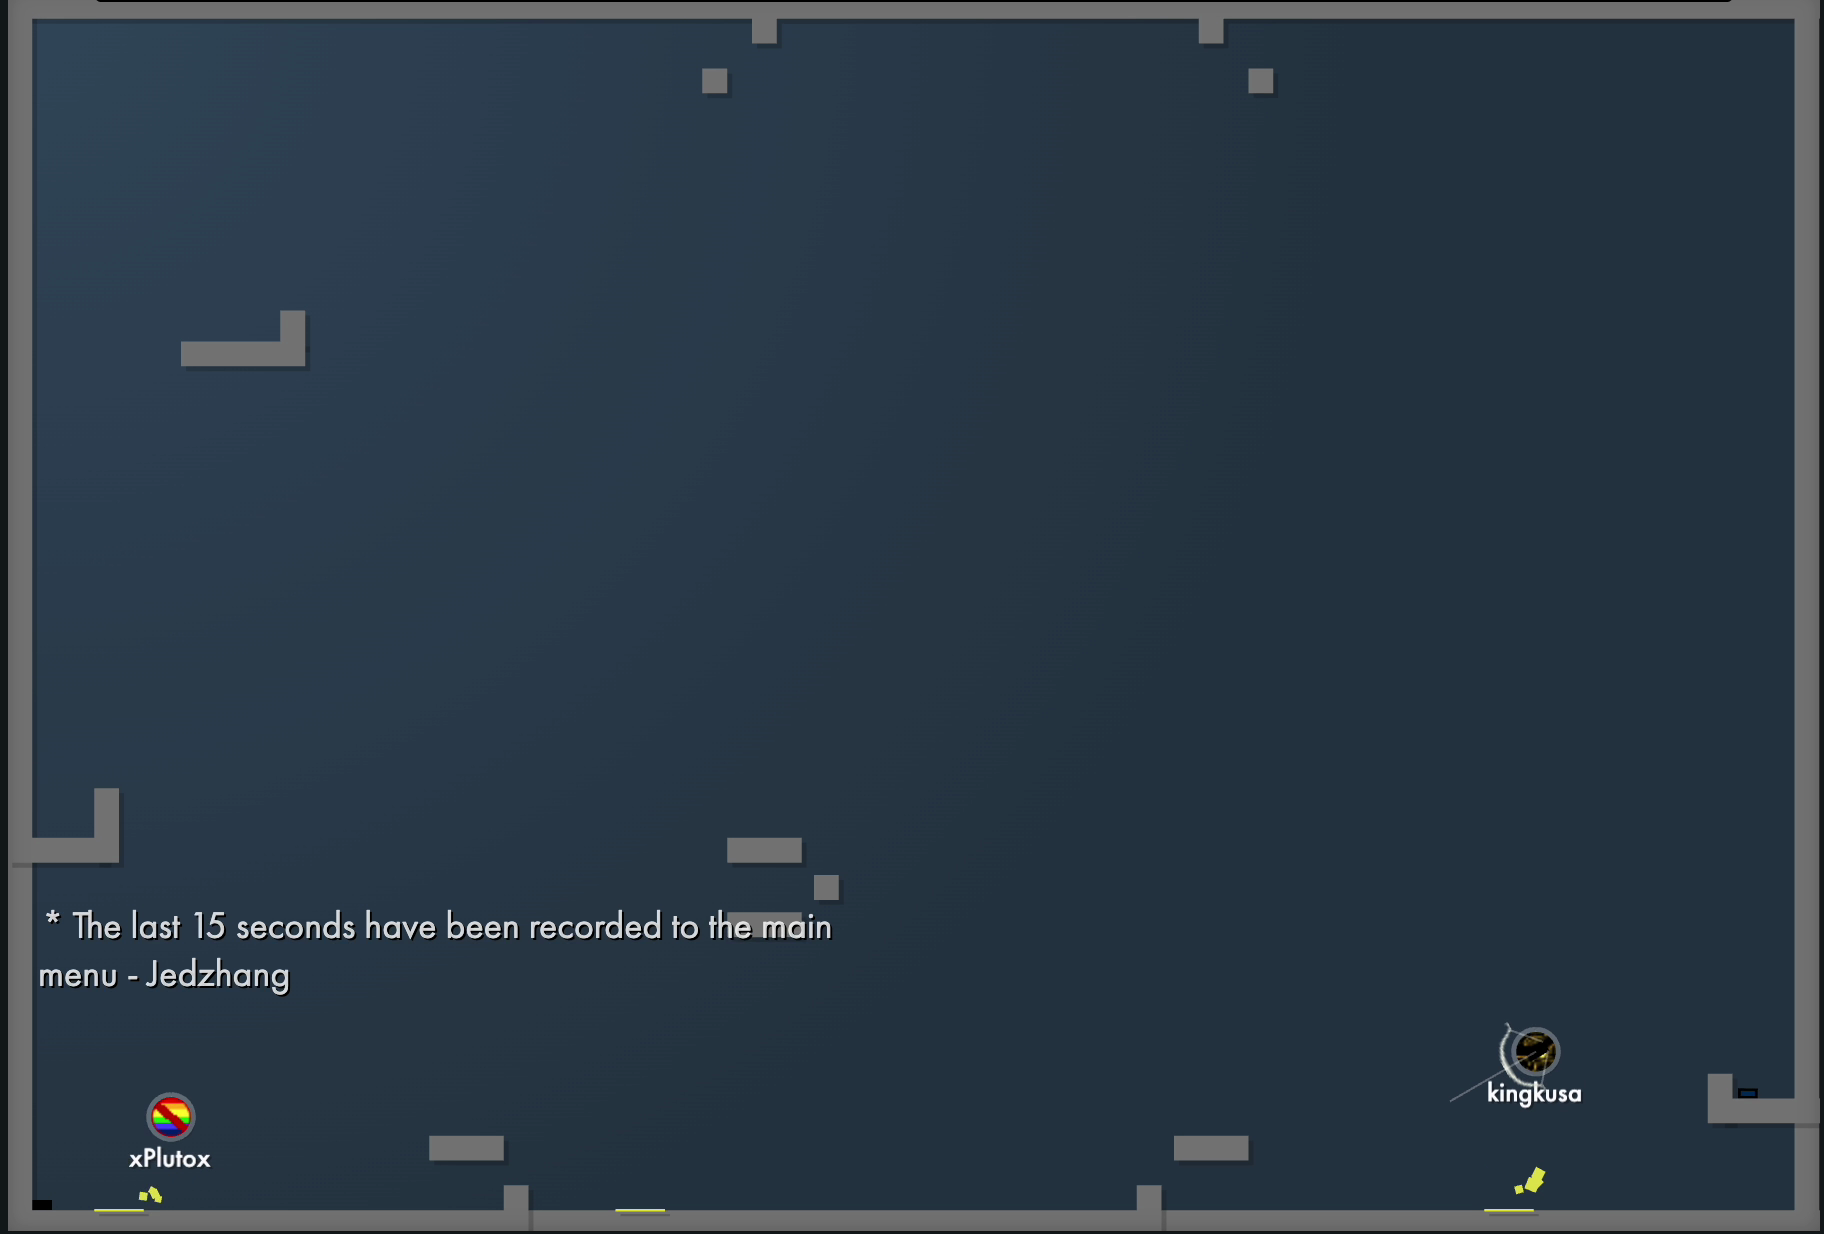 * The last 15 seconds have been recorded to the main
menu - Jedzhang
kingkusa
xPlutox